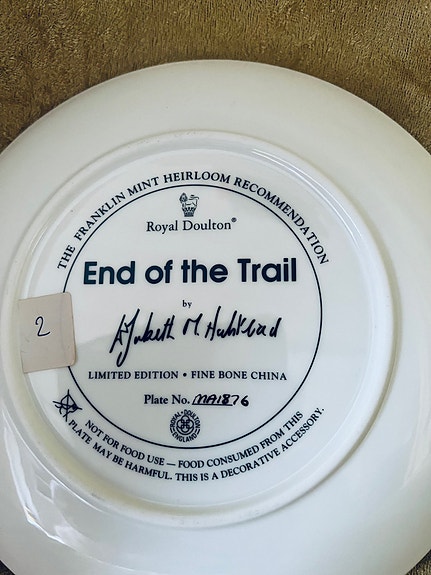 THE FRANKLIN MINT HEIRLOOM RECOMMENDATION
Royal Doulton®
End of the Trail
by
M.
LIMITED EDITION • FINE BONE CHINA
Plate No. MA1876
ROYAL DOULTON
ENGLAND
NOT FOR FOOD USE — FOOD CONSUMED FROM THIS
PLATE MAY BE HARMFUL. THIS IS A DECORATIVE ACCESSORY.
2